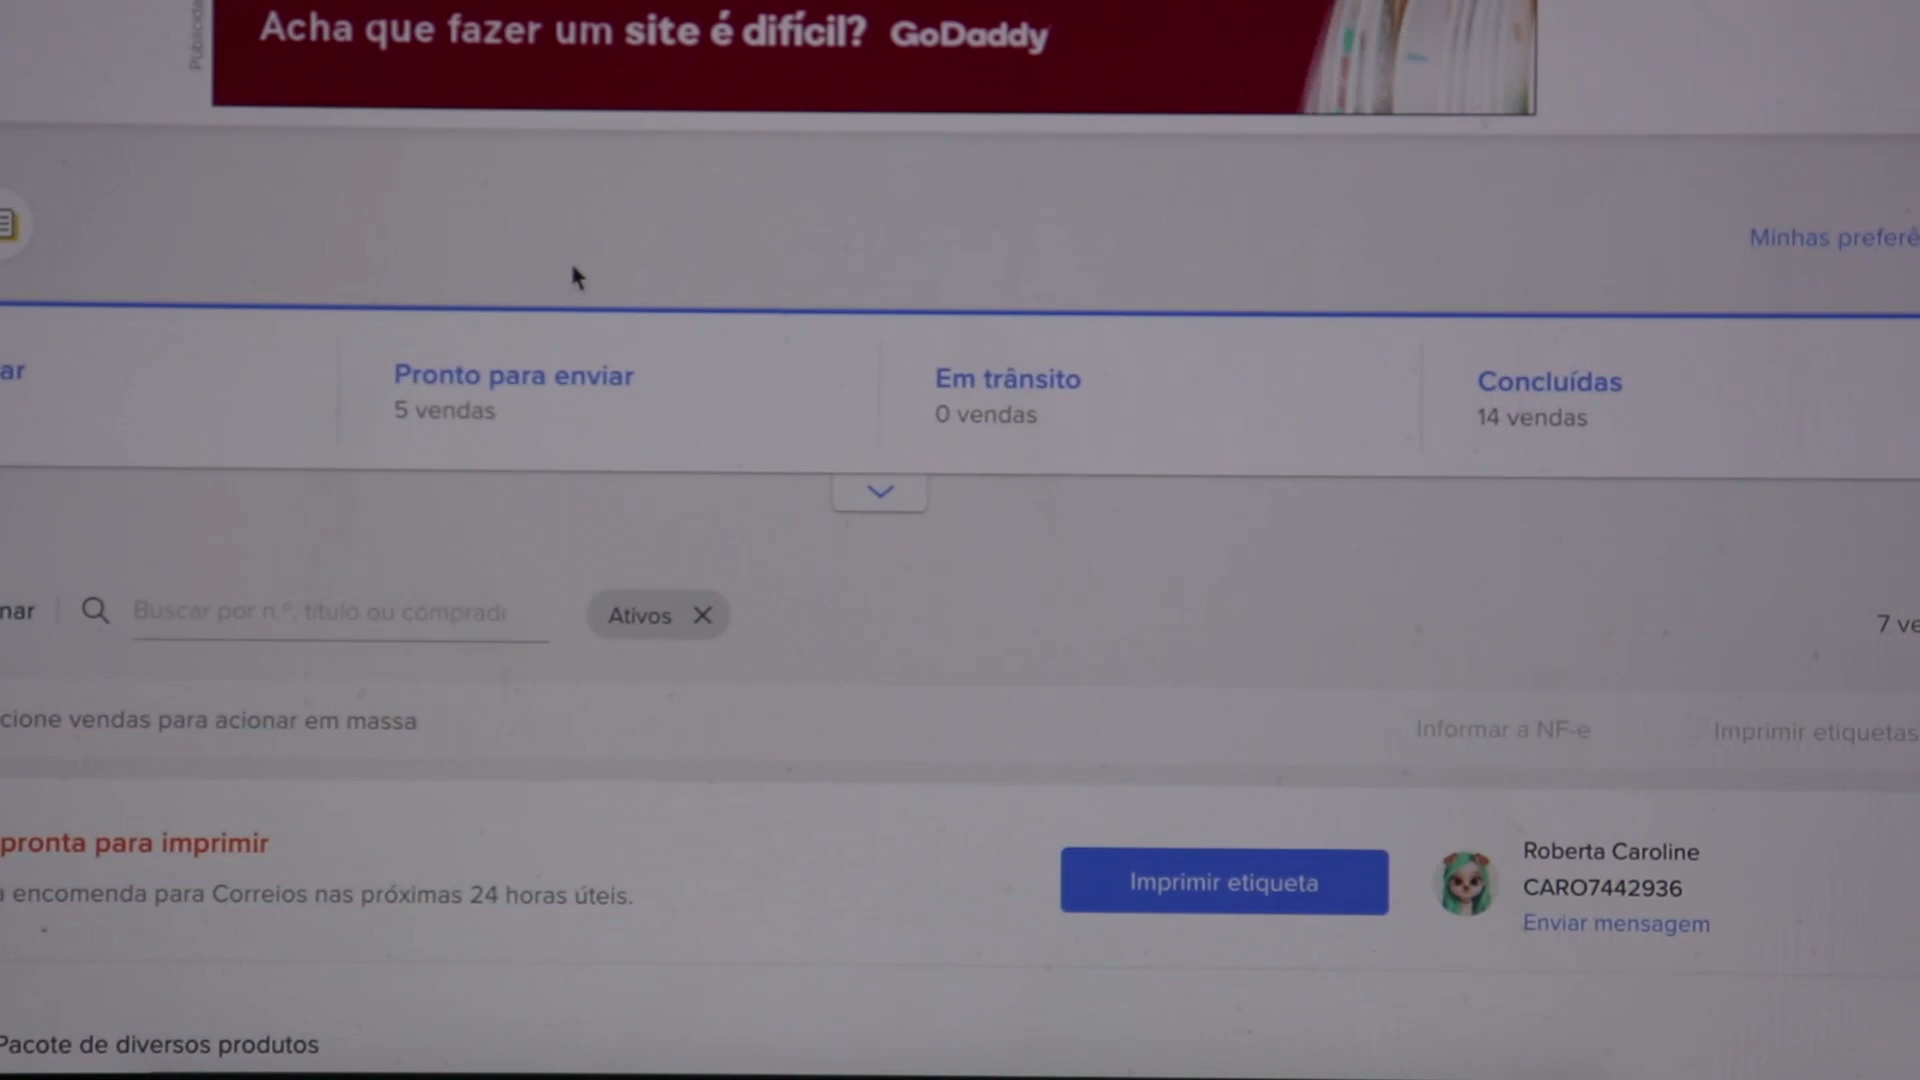 Acha que fazer um site é difícil? GoDaddy
Publicida
Minhas preferê
ar
Pronto para enviar
5 vendas
Em trânsito
0 vendas
Concluídas
14 vendas
nar
Buscar por n.º, título ou comprado
Ativos
7 ve
cione vendas para acionar em massa
Informar a NF-e
Imprimir etiquetas
pronta para imprimir
a encomenda para Correios nas próximas 24 horas úteis.
Imprimir etiqueta
Roberta Caroline
CARO7442936
Enviar mensagem
Pacote de diversos produtos